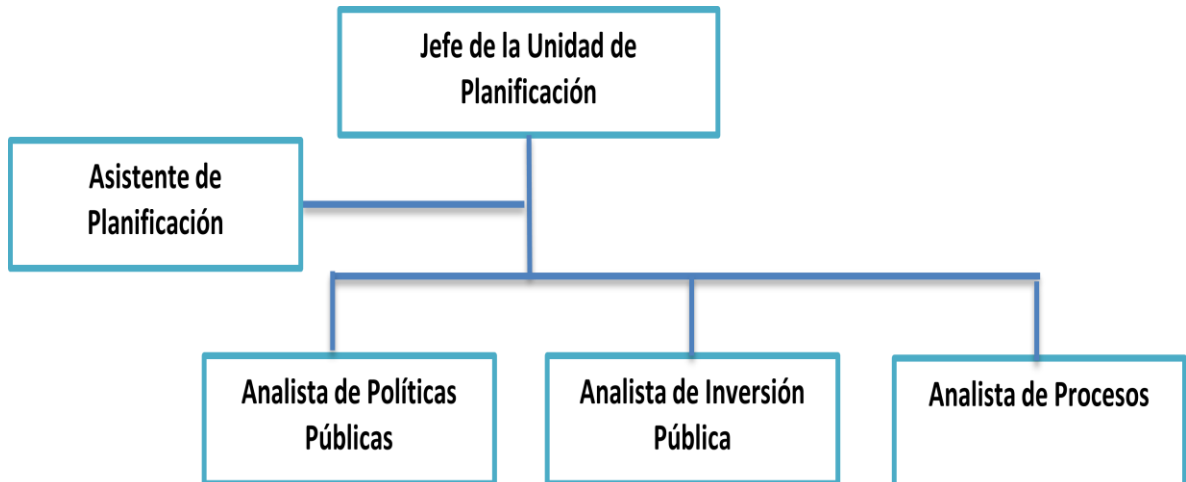 Jefe de la Unidad de
Planificación
Asistente de
Planificación
Analista de Políticas
Públicas
Analista de Inversión
Pública
Analista de Procesos